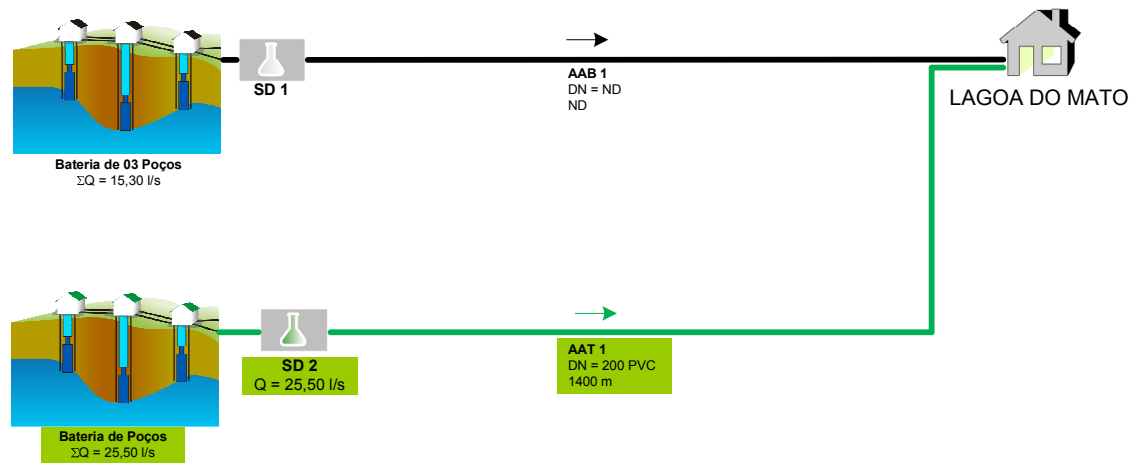 SD 1
AAB 1
DN = ND
ND
LAGOA DO MATO
Bateria de 03 Poços
ΣQ = 15,30 l/s
SD 2
Q = 25,50 l/s
AAT 1
DN = 200 PVC
1400 m
Bateria de Poços
ΣQ = 25,50 l/s